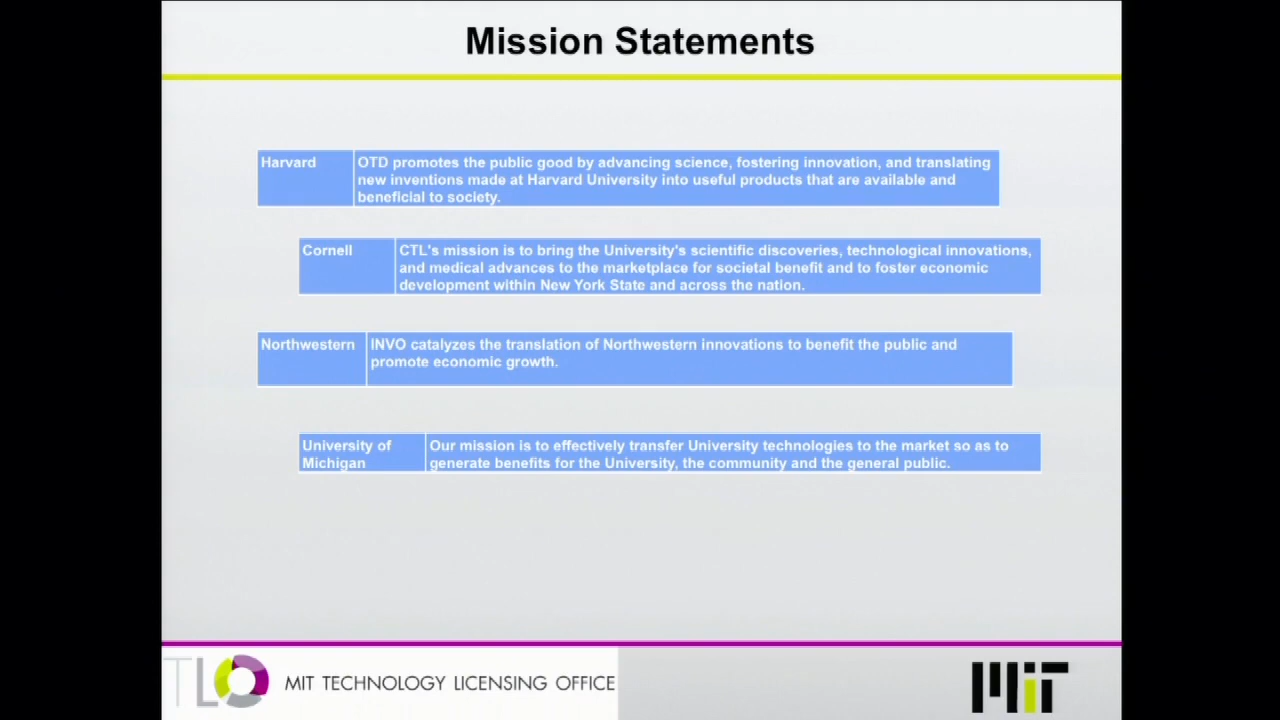 Mission Statements
Harvard
OTD promotes the public good by advancing science, fostering innovation, and translating
new inventions made at Harvard University into useful products that are available and
beneficial to society.
Cornell
CTL's mission is to bring the University's scientific discoveries, technological innovations,
and medical advances to the marketplace for societal benefit and to foster economic
development within New York State and across the nation.
Northwestern
INVO catalyzes the translation of Northwestern innovations to benefit the public and
promote economic growth.
University of
Michigan
Our mission is to effectively transfer University technologies to the market so as to
generate benefits for the University, the community and the general public.
TLO MIT TECHNOLOGY LICENSING OFFICE
MIT